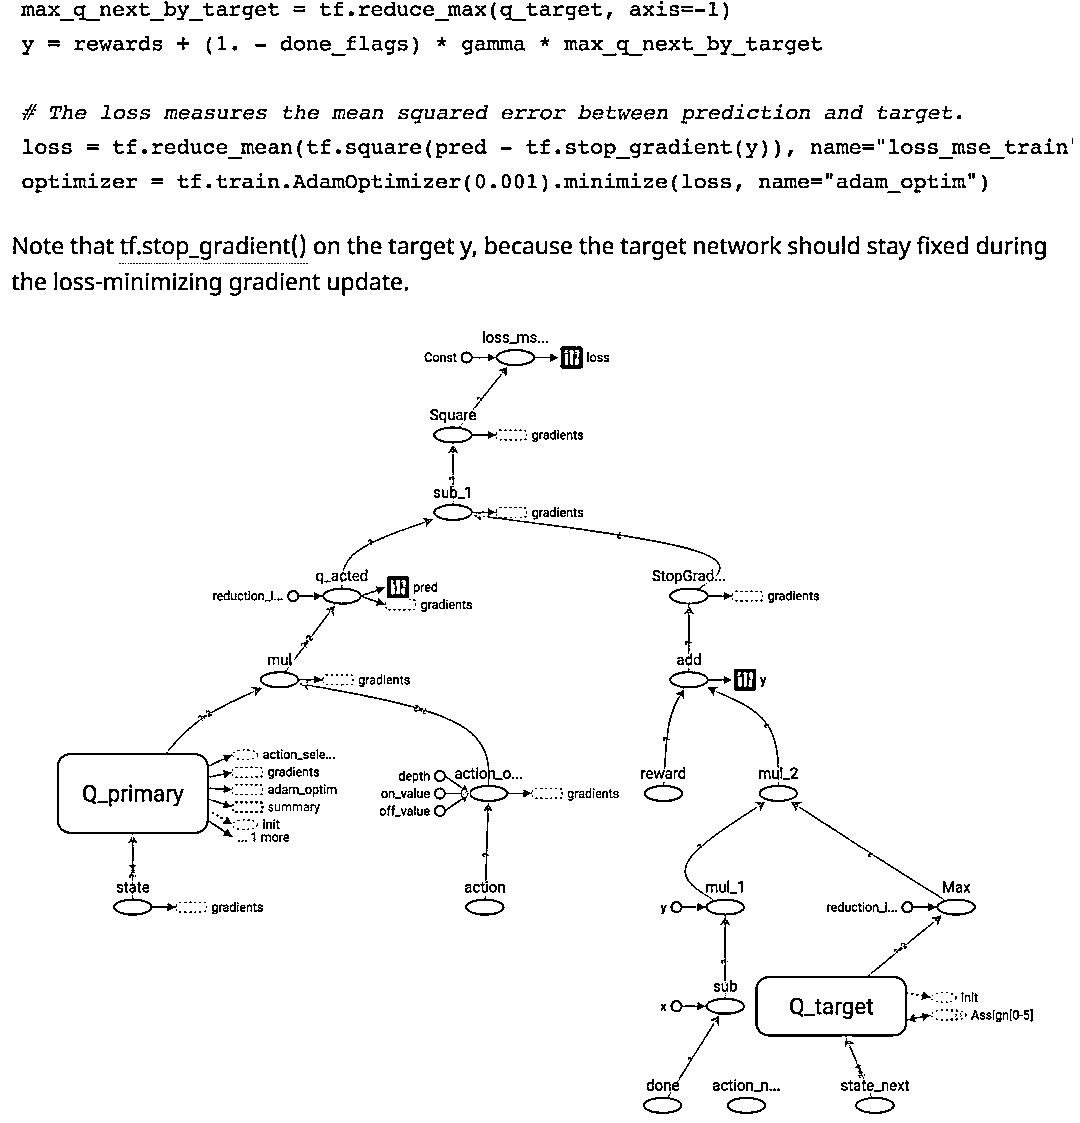 max_q_next_by_target = tf.reduce_max(q_target, axis=-1)
y = rewards + (1. - done_flags) * gamma * max_q_next_by_target
# The loss measures the mean squared error between prediction and target.
loss = tf.reduce_mean(tf.square(pred - tf.stop_gradient(y)), name="loss_mse_train"
optimizer = tf.train.AdamOptimizer(0.001).minimize(loss, name="adam_optim")
Note that tf.stop_gradient() on the target y, because the target network should stay fixed during
the loss-minimizing gradient update.
loss_ms...
Const loss
Square
gradients
sub_1
gradients
q_acted
reduction_i... pred
gradients
StopGrad...
gradients
mul
gradients
add
y
Q_primary
action_sele...
gradients
adam_optim
summary
init
... 1 more
depth action_o...
on_value gradients
off_value
reward
mul_2
state
gradients
action
mul_1
y
Max
reduction_i...
sub
x
Q_target
init
Assign[0-5]
done
action_n...
state_next